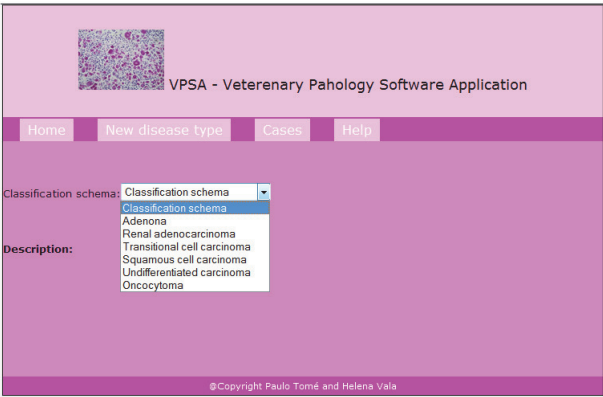 VPSA - Veterenary Pahology Software Application
Home New disease type Cases Help
Classification schema: Classification schema
Classification schema
Adenona
Renal adenocarcinoma
Transitional cell carcinoma
Squamous cell carcinoma
Undifferentiated carcinoma
Oncocytoma
Description:
@Copyright Paulo Tomé and Helena Vala